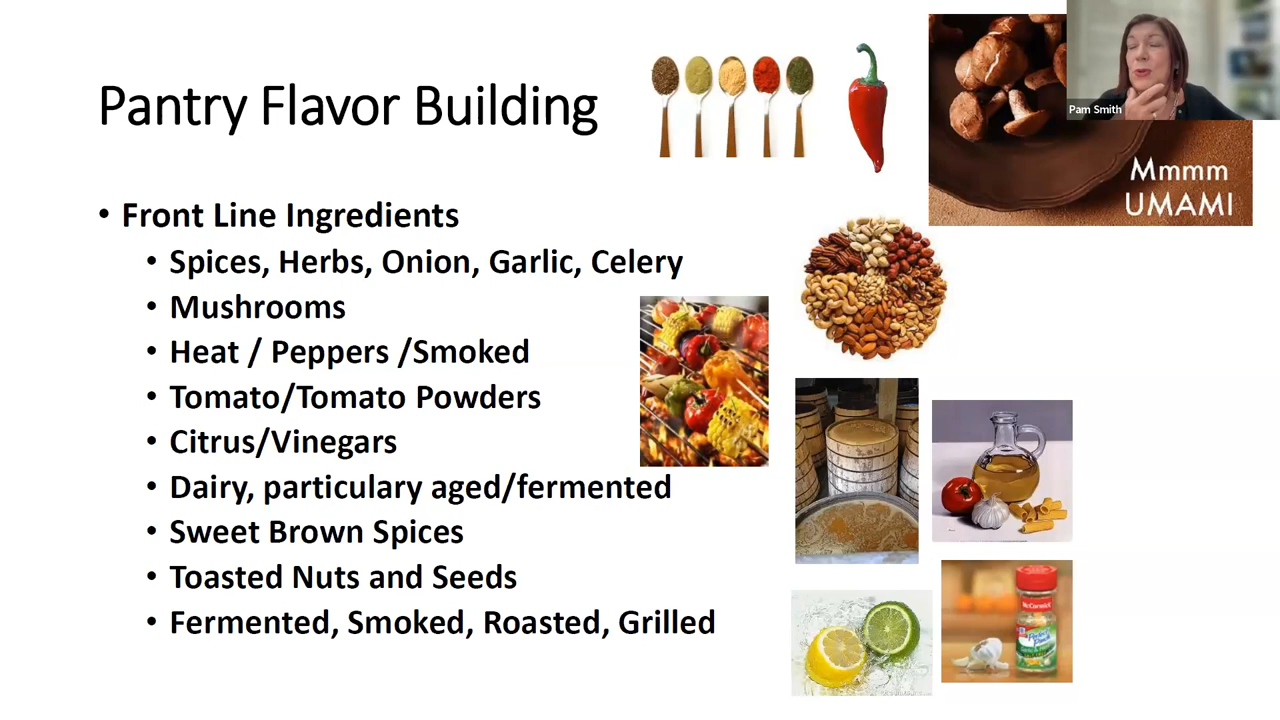 Pantry Flavor Building
Mmmm
UMAMI
Pam Smith
• Front Line Ingredients
• Spices, Herbs, Onion, Garlic, Celery
• Mushrooms
• Heat / Peppers /Smoked
• Tomato/Tomato Powders
• Citrus/Vinegars
• Dairy, particulary aged/fermented
• Sweet Brown Spices
• Toasted Nuts and Seeds
• Fermented, Smoked, Roasted, Grilled
McCormick